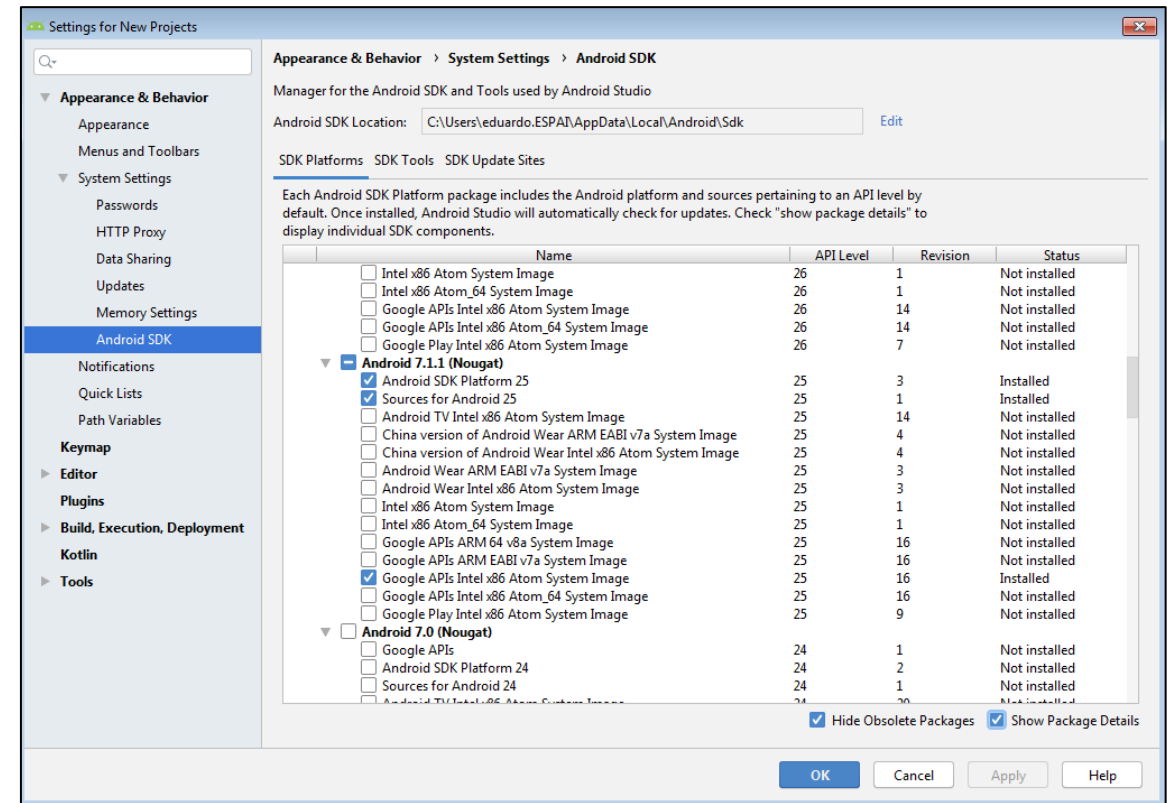 Settings for New Projects
Appearance & Behavior
Appearance
Menus and Toolbars
System Settings
Passwords
HTTP Proxy
Data Sharing
Updates
Memory Settings
Android SDK
Notifications
Quick Lists
Path Variables
Keymap
Editor
Plugins
Build, Execution, Deployment
Kotlin
Tools
Appearance & Behavior › System Settings › Android SDK
Manager for the Android SDK and Tools used by Android Studio
Android SDK Location: C:\Users\eduardo.ESPAI\AppData\Local\Android\Sdk Edit
SDK Platforms SDK Tools SDK Update Sites
Each Android SDK Platform package includes the Android platform and sources pertaining to an API level by
default. Once installed, Android Studio will automatically check for updates. Check "show package details" to
display individual SDK components.
Name API Level Revision Status
Intel x86 Atom System Image 26 1 Not installed
Intel x86 Atom_64 System Image 26 1 Not installed
Google APIs Intel x86 Atom System Image 26 14 Not installed
Google APIs Intel x86 Atom_64 System Image 26 14 Not installed
Google Play Intel x86 Atom System Image 26 7 Not installed
Android 7.1.1 (Nougat)
Android SDK Platform 25 25 3 Installed
Sources for Android 25 25 1 Installed
Android TV Intel x86 Atom System Image 25 14 Not installed
China version of Android Wear ARM EABI v7a System Image 25 4 Not installed
China version of Android Wear Intel x86 Atom System Image 25 4 Not installed
Android Wear ARM EABI v7a System Image 25 3 Not installed
Android Wear Intel x86 Atom System Image 25 3 Not installed
Intel x86 Atom System Image 25 1 Not installed
Intel x86 Atom_64 System Image 25 1 Not installed
Google APIs ARM 64 v8a System Image 25 16 Not installed
Google APIs ARM EABI v7a System Image 25 16 Not installed
Google APIs Intel x86 Atom System Image 25 16 Installed
Google APIs Intel x86 Atom_64 System Image 25 16 Not installed
Google Play Intel x86 Atom System Image 25 9 Not installed
Android 7.0 (Nougat)
Google APIs 24 1 Not installed
Android SDK Platform 24 24 2 Not installed
Sources for Android 24 24 1 Not installed
Android TV Intel x86 Atom System Image 24 Not installed
Hide Obsolete Packages Show Package Details
OK Cancel Apply Help